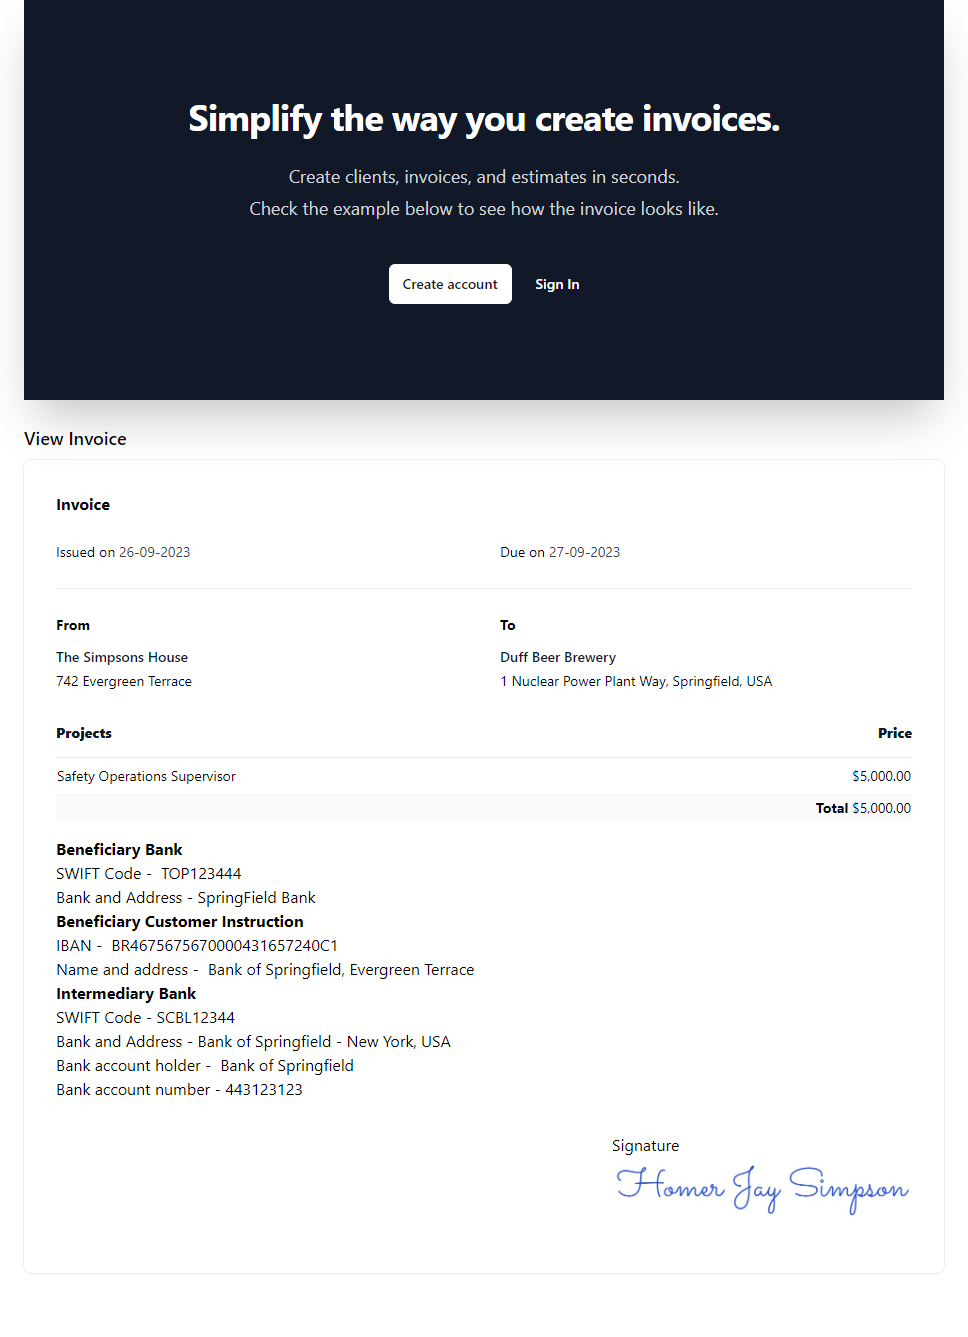 Simplify the way you create invoices.
Create clients, invoices, and estimates in seconds.
Check the example below to see how the invoice looks like.
Create account Sign In
View Invoice
Invoice
Issued on 26-09-2023 Due on 27-09-2023
From To
The Simpsons House Duff Beer Brewery
742 Evergreen Terrace 1 Nuclear Power Plant Way, Springfield, USA
Projects Price
Safety Operations Supervisor $5,000.00
Total $5,000.00
Beneficiary Bank
SWIFT Code - TOP123444
Bank and Address - SpringField Bank
Beneficiary Customer Instruction
IBAN - BR4675675670000431657240C1
Name and address - Bank of Springfield, Evergreen Terrace
Intermediary Bank
SWIFT Code - SCBL12344
Bank and Address - Bank of Springfield - New York, USA
Bank account holder - Bank of Springfield
Bank account number - 443123123
Signature
Homer Jay Simpson